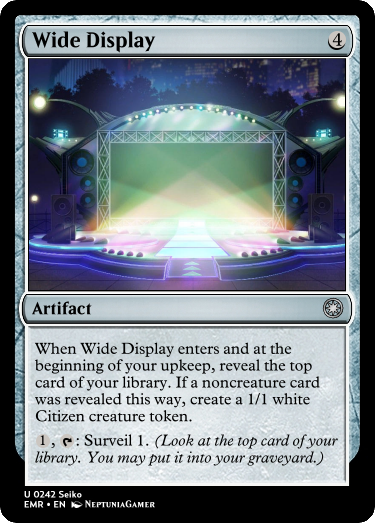 Wide Display 4
Artifact
When Wide Display enters and at the
beginning of your upkeep, reveal the top
card of your library. If a noncreature card
was revealed this way, create a 1/1 white
Citizen creature token.
1, : Surveil 1. (Look at the top card of your
library. You may put it into your graveyard.)
U 0242 Seiko
EMR • EN NeptuniaGamer